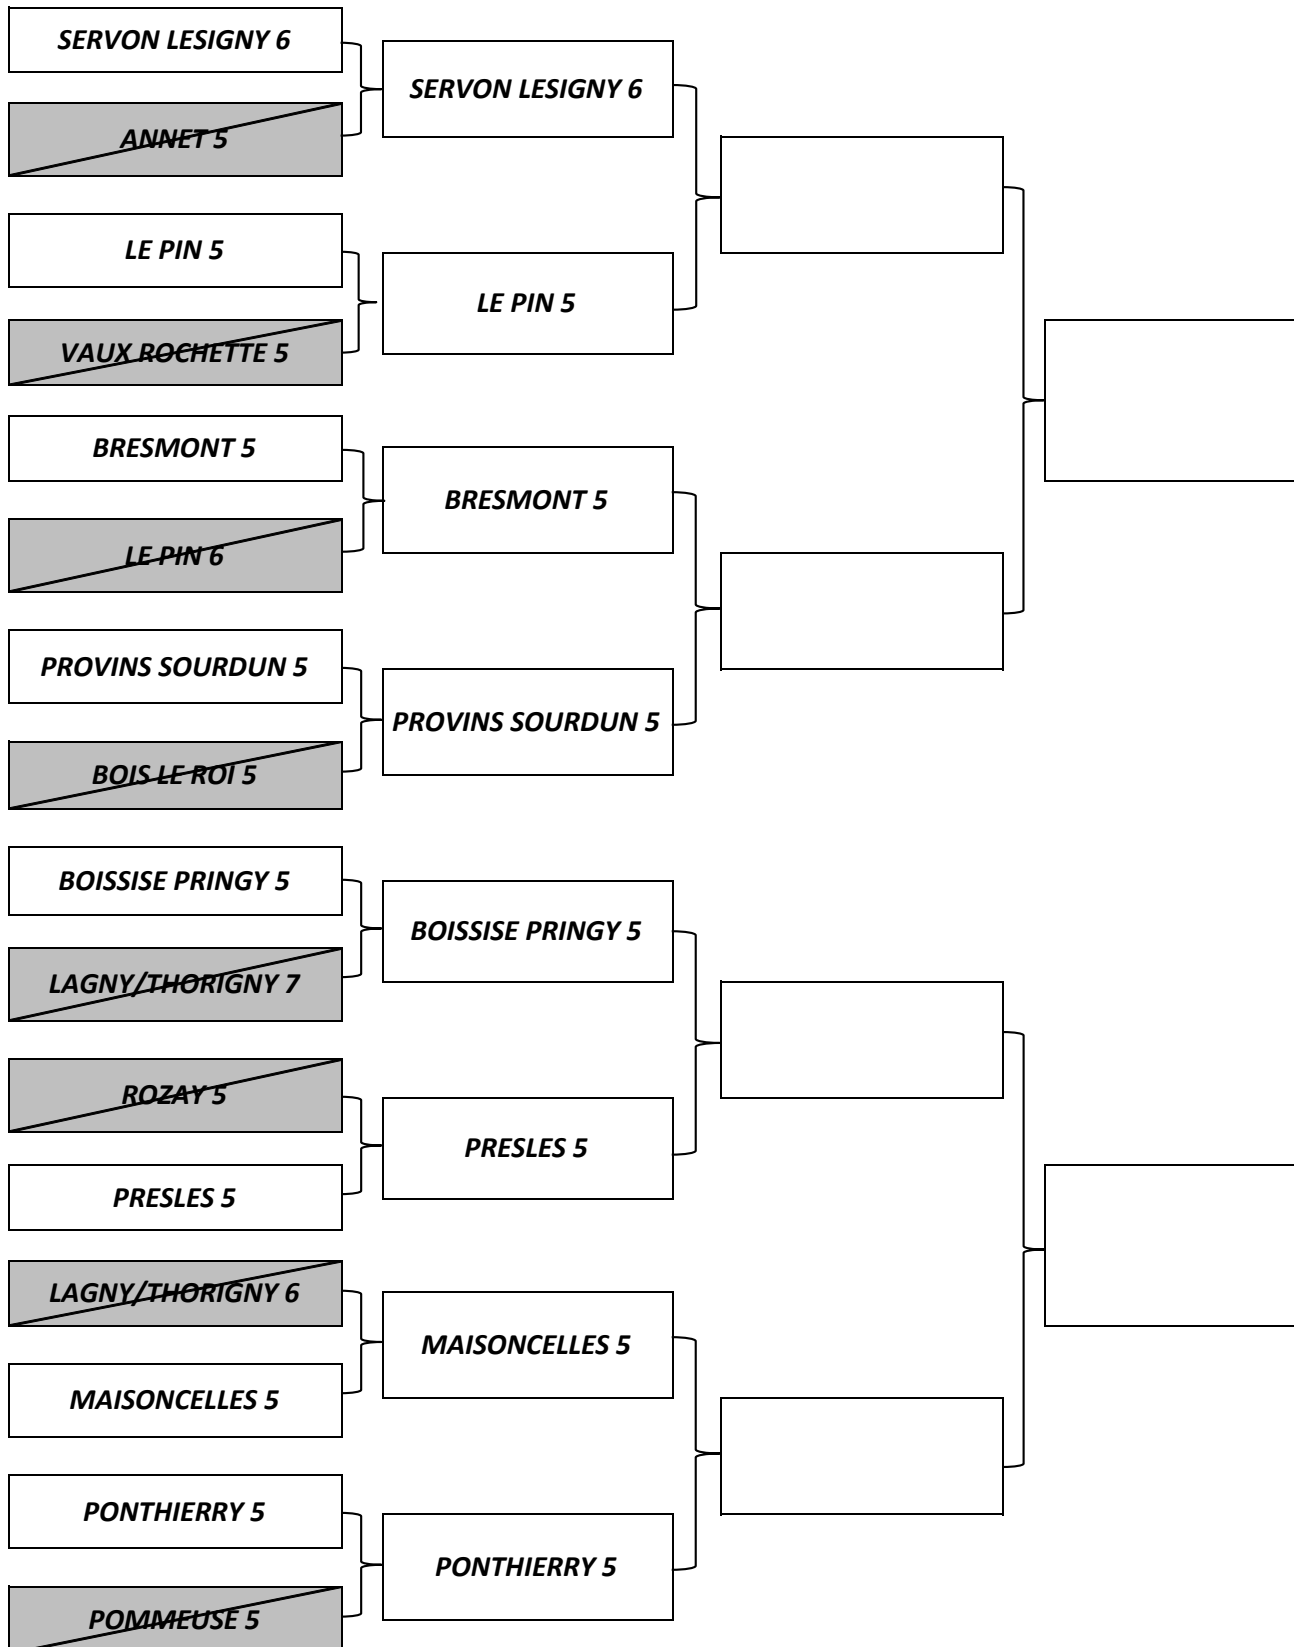 SERVON LESIGNY 6
ANNET 5
SERVON LESIGNY 6
LE PIN 5
VAUX ROCHETTE 5
LE PIN 5
BRESMONT 5
LE PIN 6
BRESMONT 5
PROVINS SOURDUN 5
BOIS LE ROI 5
PROVINS SOURDUN 5
BOISSISE PRINGY 5
LAGNY/THORIGNY 7
BOISSISE PRINGY 5
ROZAY 5
PRESLES 5
PRESLES 5
LAGNY/THORIGNY 6
MAISONCELLES 5
MAISONCELLES 5
PONTHIERRY 5
POMMEUSE 5
PONTHIERRY 5